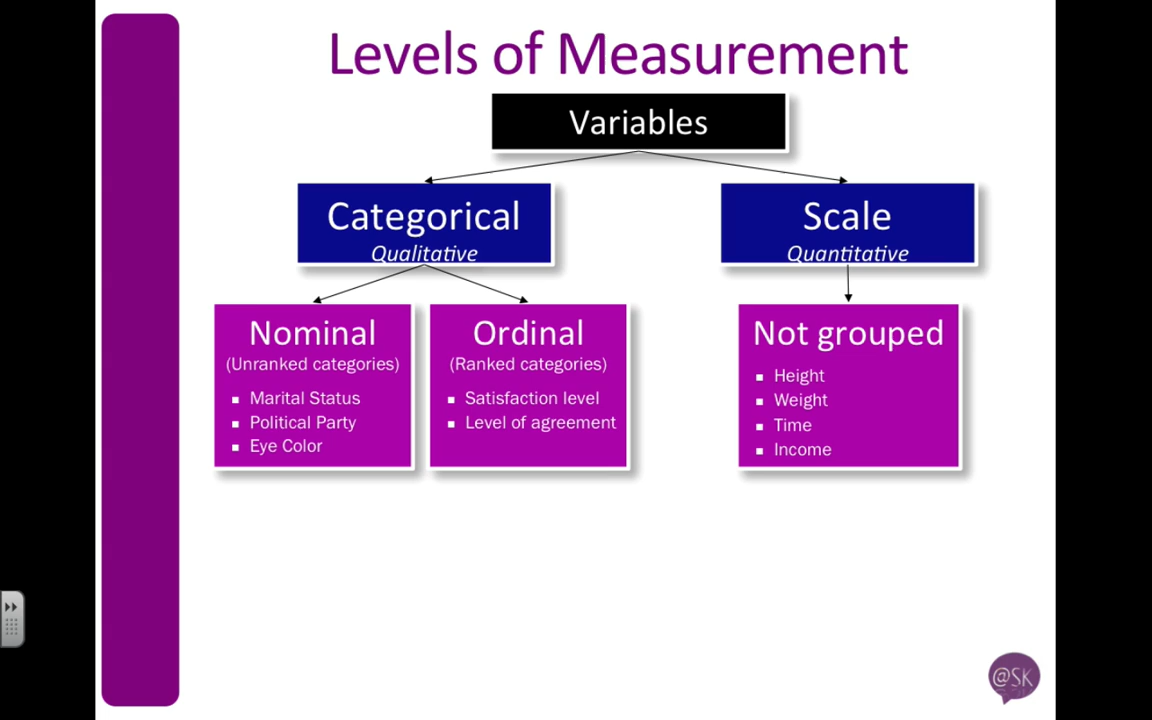 Levels of Measurement
Variables
Categorical
Qualitative
Scale
Quantitative
Nominal
(Unranked categories)
Marital Status
Political Party
Eye Color
Ordinal
(Ranked categories)
Satisfaction level
Level of agreement
Not grouped
Height
Weight
Time
Income
@SK